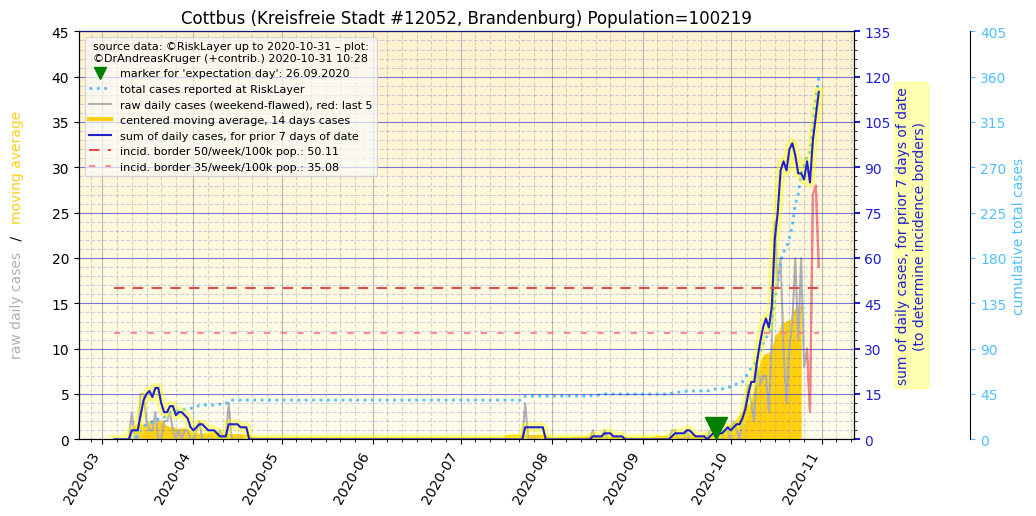 Cottbus (Kreisfreie Stadt #12052, Brandenburg) Population=100219
source data: ©RiskLayer up to 2020-10-31 – plot:
©DrAndreasKruger (+contrib.) 2020-10-31 10:28
marker for 'expectation day': 26.09.2020
total cases reported at RiskLayer
raw daily cases (weekend-flawed), red: last 5
centered moving average, 14 days cases
sum of daily cases, for prior 7 days of date
incid. border 50/week/100k pop.: 50.11
incid. border 35/week/100k pop.: 35.08
raw daily cases / moving average
45
40
35
30
25
20
15
10
5
0
2020-03
2020-04
2020-05
2020-06
2020-07
2020-08
2020-09
2020-10
2020-11
135
120
105
90
75
60
45
30
15
0
sum of daily cases, for prior 7 days of date
(to determine incidence borders)
405
360
315
270
225
180
135
90
45
0
cumulative total cases